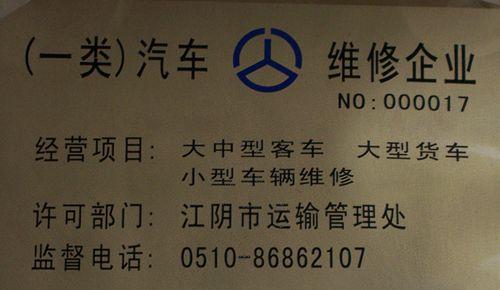 (一类)汽车 维修企业
NO:000017
经营项目: 大中型客车 大型货车
小型车辆维修
许可部门: 江阴市运输管理处
监督电话: 0510-86862107